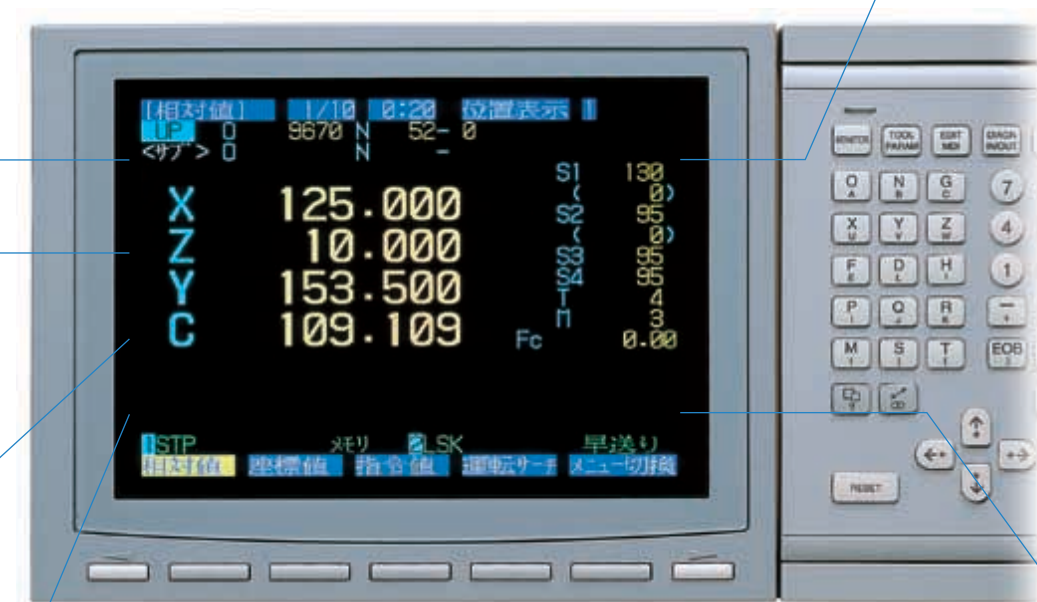 [相対値] 1/10 0:20 位置表示 1
UP O 9670 N 52- 0
<サブ> O N -
X 125.000
Z 10.000
Y 153.500
C 109.109
S1 130
( 0)
S2 95
( 0)
S3 95
S4 95
T 4
M 3
Fc 0.00
1STP メモリ 0LSK 早送り
相対値 座標値 指令値 運転サーチ メニュー切換
MONITOR TOOL PARAM EDIT MDI DIAGN IN/OUT
O A N B G C 7
X U Y V Z W 4
F E D L H 1
P Q R -
M S T EOB
RESET